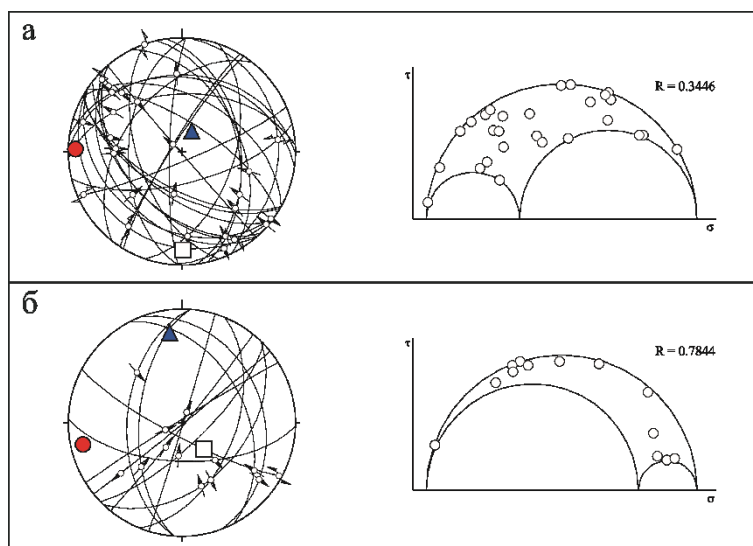 а
τ
R = 0.3446
σ
б
τ
R = 0.7844
σ